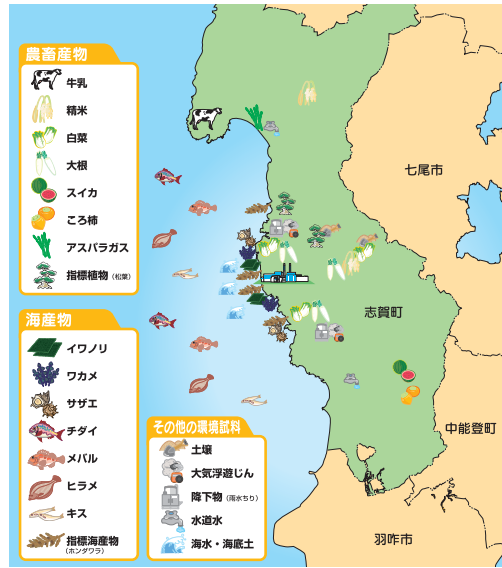 農畜産物
牛乳
精米
白菜
大根
スイカ
ころ柿
アスパラガス
指標植物(松葉)
海産物
イワノリ
ワカメ
サザエ
チダイ
メバル
ヒラメ
キス
指標海産物
(ホンダワラ)
その他の環境試料
土壌
大気浮遊じん
降下物(雨水ちり)
水道水
海水・海底土
七尾市
志賀町
中能登町
羽咋市